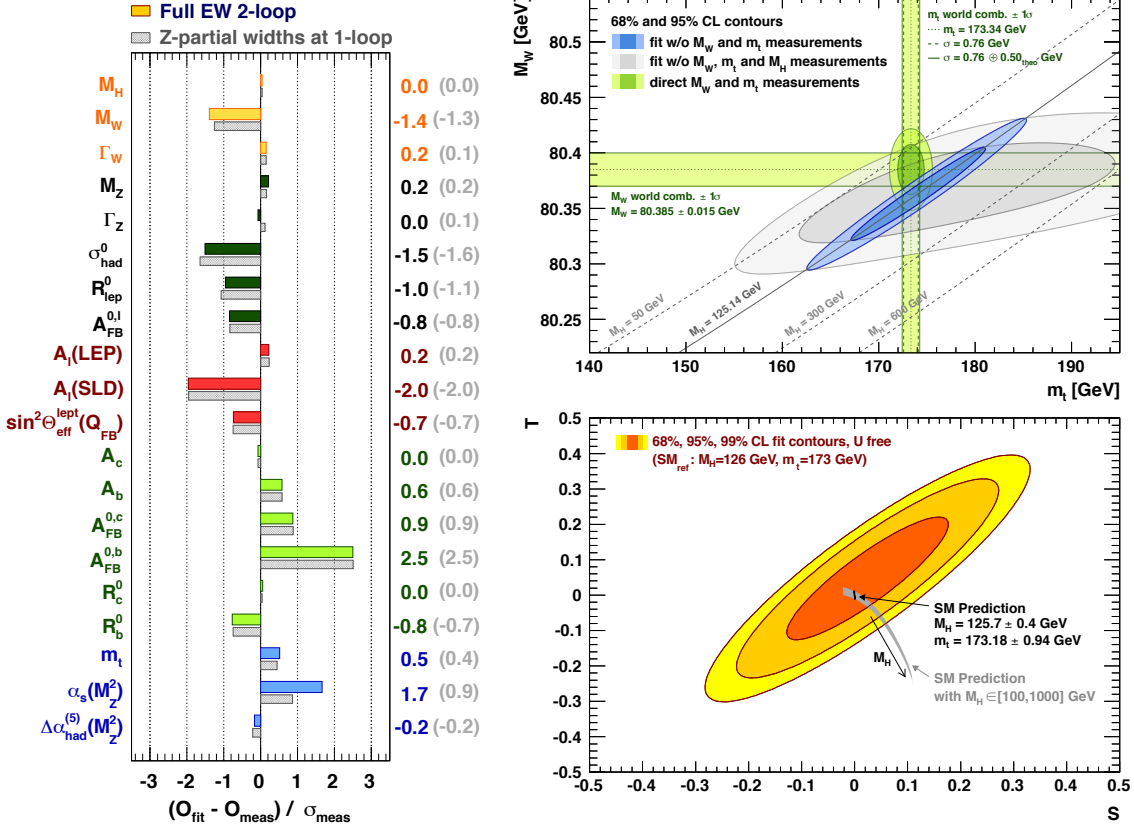 Full EW 2-loop
Z-partial widths at 1-loop
M_H 0.0 (0.0)
M_W -1.4 (-1.3)
Γ_W 0.2 (0.1)
M_Z 0.2 (0.2)
Γ_Z 0.0 (0.1)
σ^0_had -1.5 (-1.6)
R^0_lep -1.0 (-1.1)
A^0,l_FB -0.8 (-0.8)
A_l(LEP) 0.2 (0.2)
A_l(SLD) -2.0 (-2.0)
sin²Θ^lept_eff(Q_FB) -0.7 (-0.7)
A_c 0.0 (0.0)
A_b 0.6 (0.6)
A^0,c_FB 0.9 (0.9)
A^0,b_FB 2.5 (2.5)
R^0_c 0.0 (0.0)
R^0_b -0.8 (-0.7)
m_t 0.5 (0.4)
α_s(M²_Z) 1.7 (0.9)
Δα^(5)_had(M²_Z) -0.2 (-0.2)
-3 -2 -1 0 1 2 3
(O_fit - O_meas) / σ_meas
M_W [GeV]
80.5
80.45
80.4
80.35
80.3
80.25
68% and 95% CL contours
fit w/o M_W and m_t measurements
fit w/o M_W, m_t and M_H measurements
direct M_W and m_t measurements
m_t world comb. ± 1σ
m_t = 173.34 GeV
σ = 0.76 GeV
σ = 0.76 ⊕ 0.50_theo GeV
M_W world comb. ± 1σ
M_W = 80.385 ± 0.015 GeV
M_H = 50 GeV
M_H = 125.14 GeV
M_H = 300 GeV
M_H = 600 GeV
140 150 160 170 180 190
m_t [GeV]
T
0.5
0.4
0.3
0.2
0.1
0
-0.1
-0.2
-0.3
-0.4
-0.5
68%, 95%, 99% CL fit contours, U free
(SM_ref: M_H=126 GeV, m_t=173 GeV)
SM Prediction
M_H = 125.7 ± 0.4 GeV
m_t = 173.18 ± 0.94 GeV
M_H
SM Prediction
with M_H ∈ [100,1000] GeV
-0.5 -0.4 -0.3 -0.2 -0.1 0 0.1 0.2 0.3 0.4 0.5
S